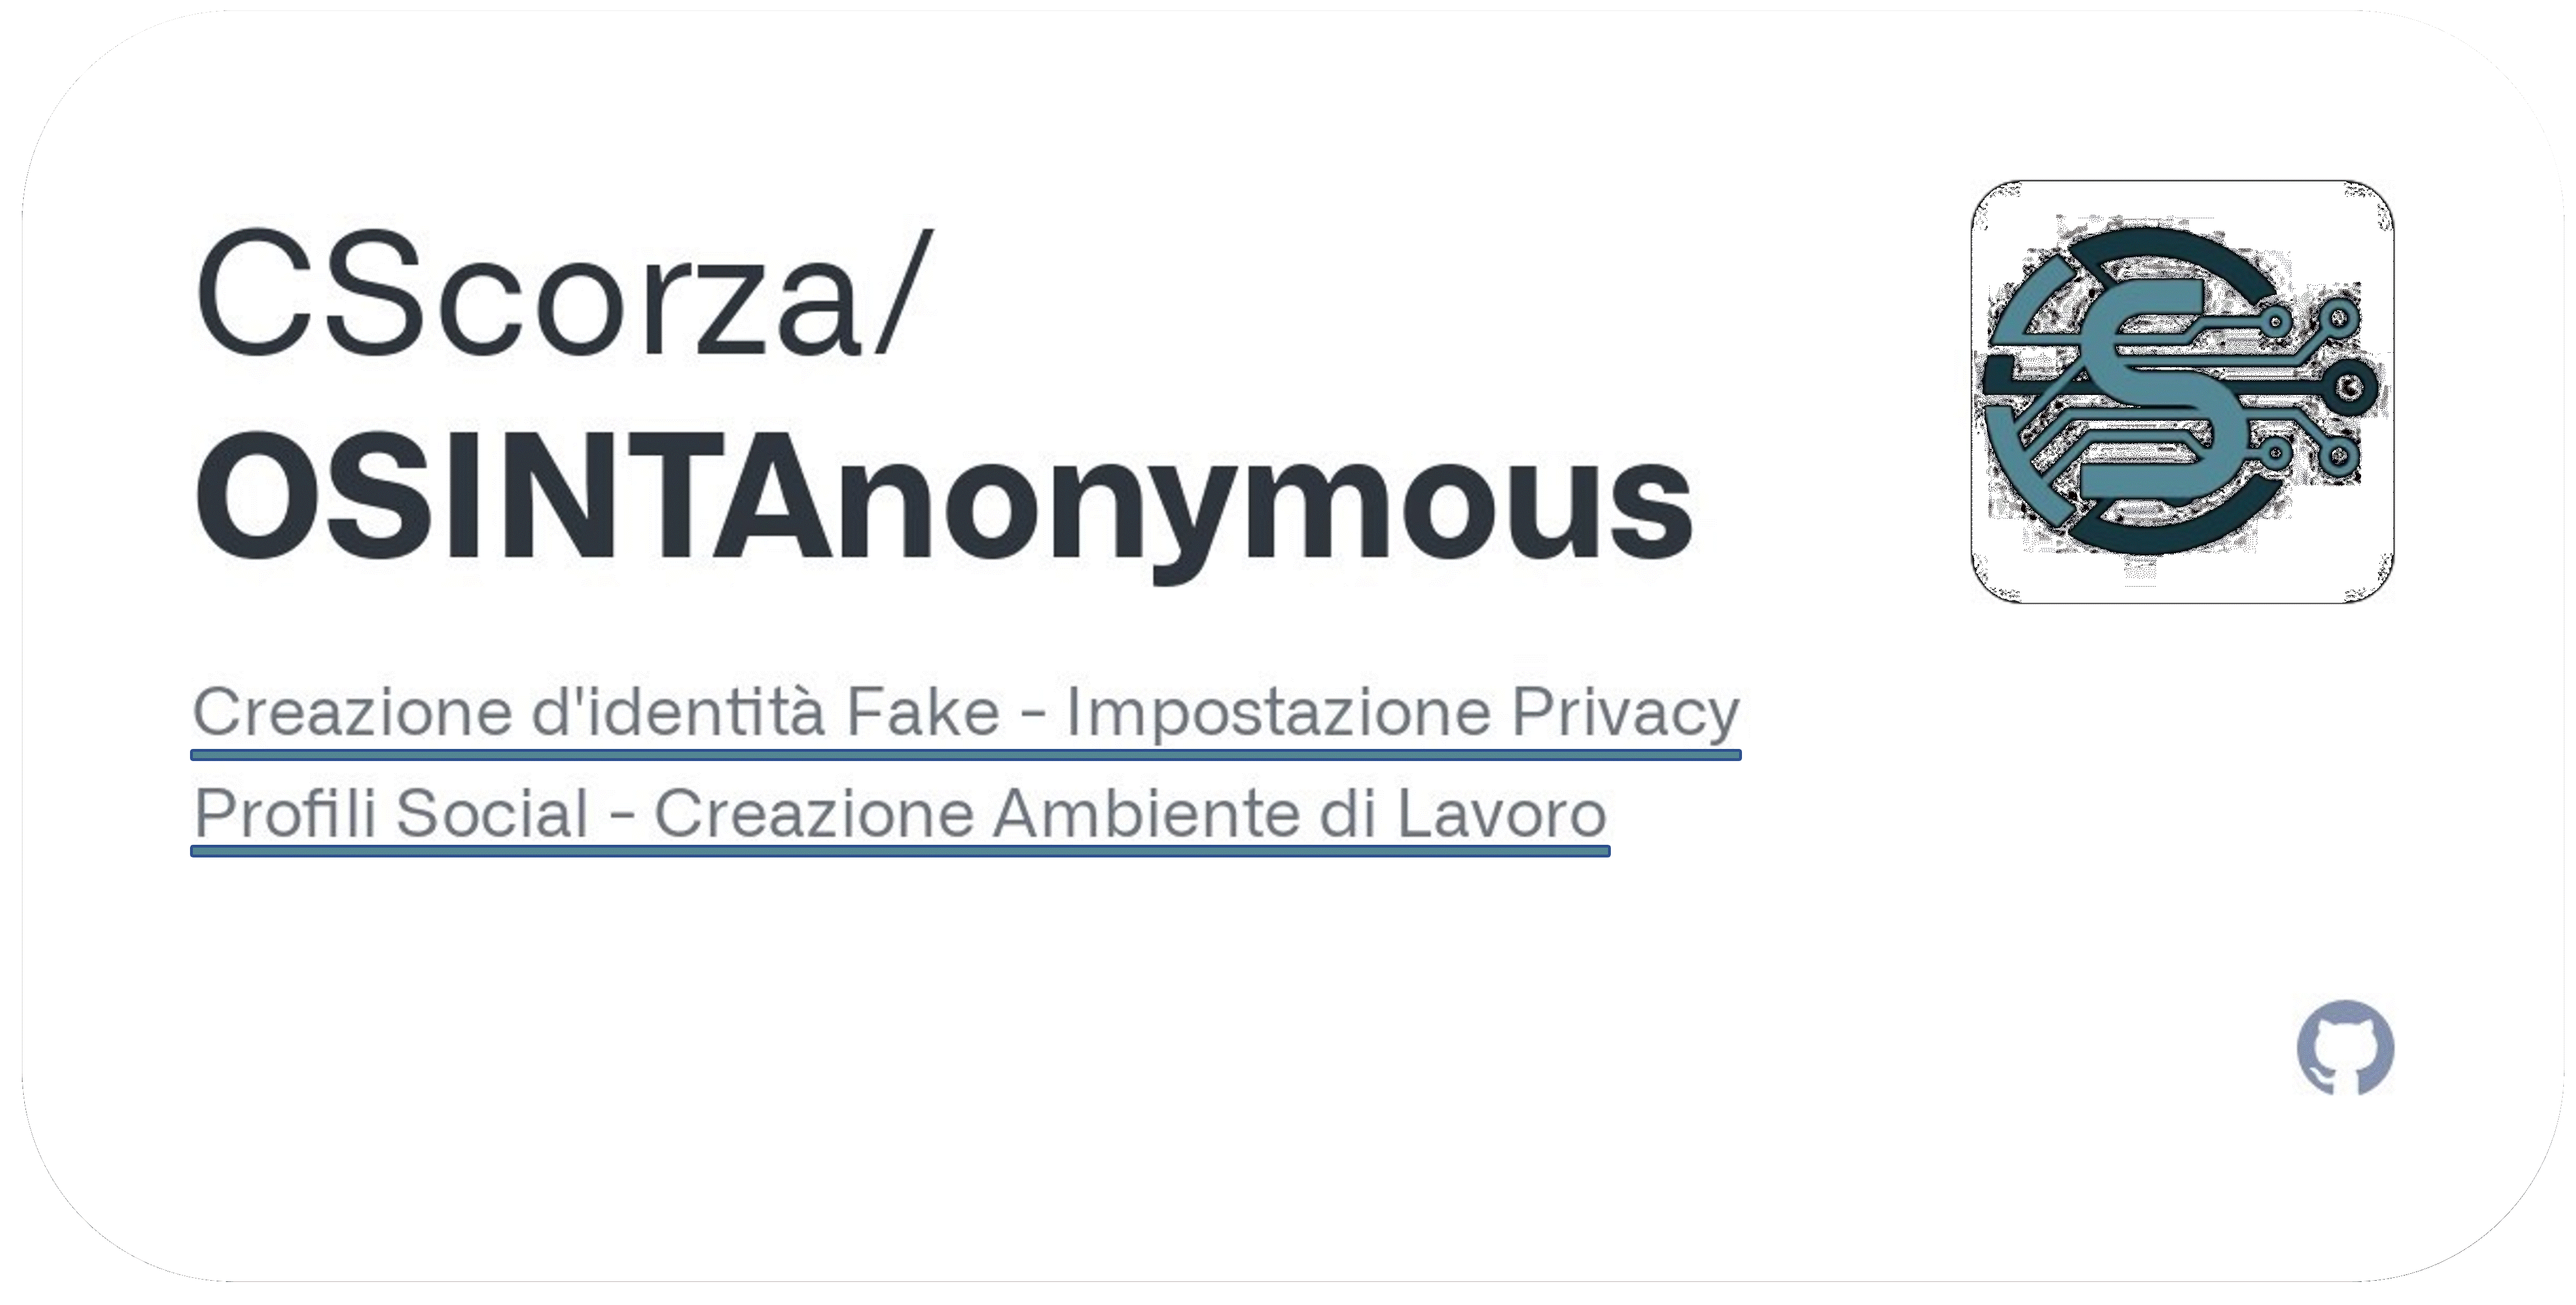 CScorza/
OSINTAnonymous
Creazione d'identità Fake - Impostazione Privacy
Profili Social - Creazione Ambiente di Lavoro